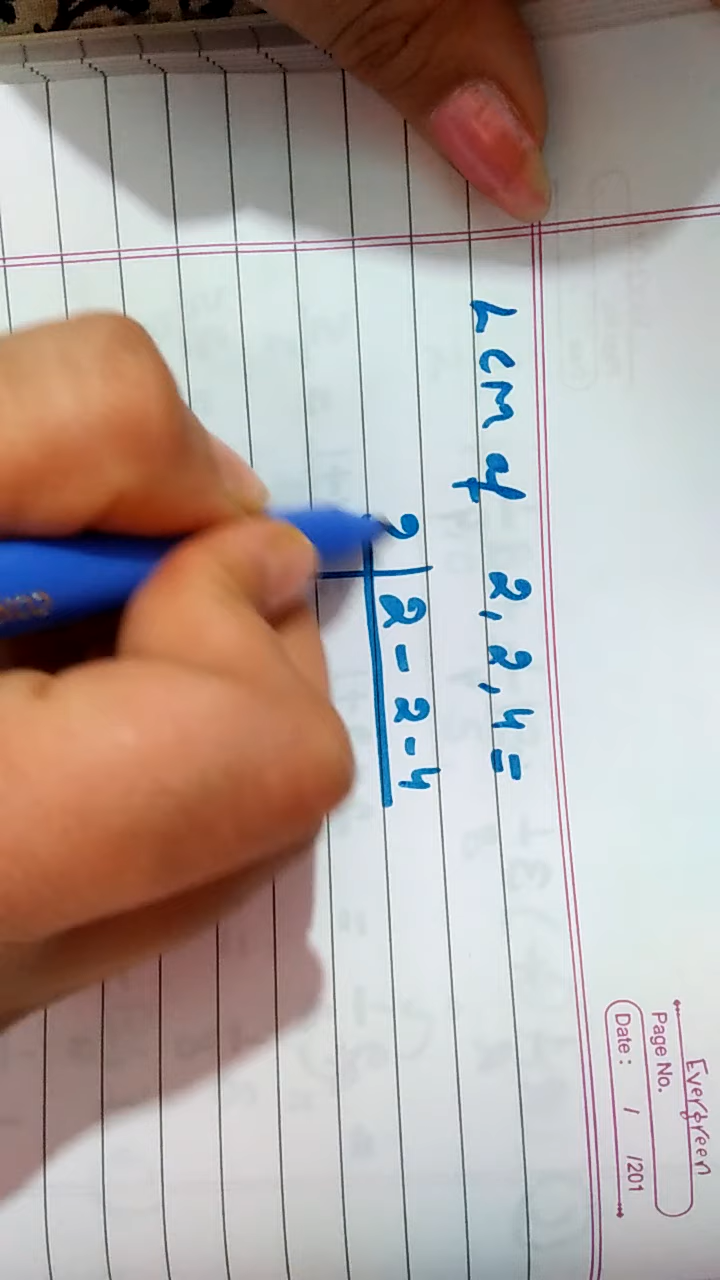 Evergreen
Page No.
Date : / /201
Lcm of 2, 2, 4 =
2 | 2 - 2 - 4